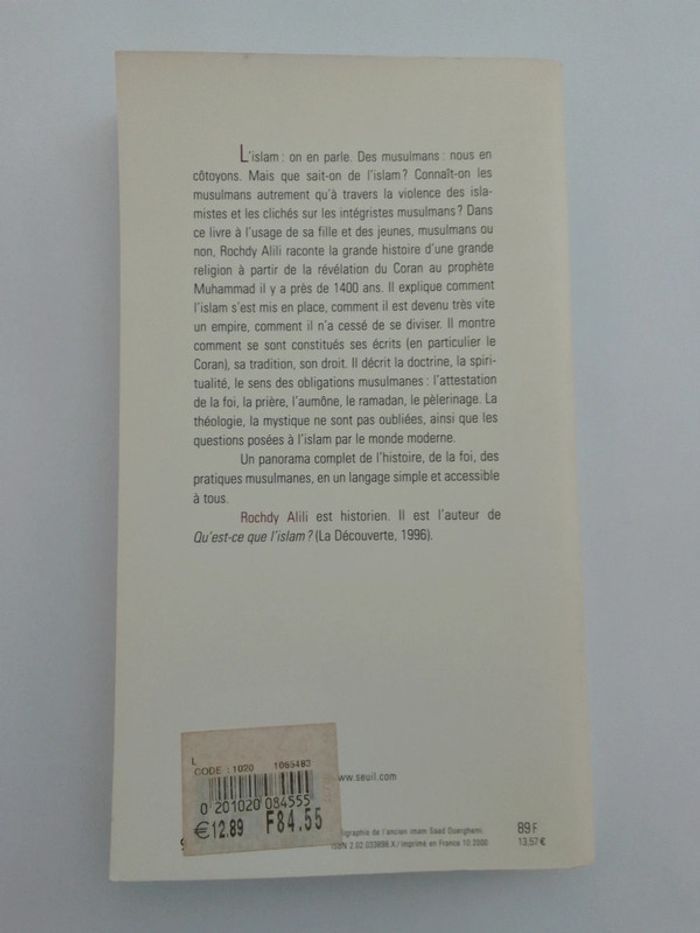 L'islam : on en parle. Des musulmans : nous en
côtoyons. Mais que sait-on de l'islam ? Connaît-on les
musulmans autrement qu'à travers la violence des isla-
mistes et les clichés sur les intégristes musulmans ? Dans
ce livre à l'usage de sa fille et des jeunes, musulmans ou
non, Rochdy Alili raconte la grande histoire d'une grande
religion à partir de la révélation du Coran au prophète
Muhammad il y a près de 1400 ans. Il explique comment
l'islam s'est mis en place, comment il est devenu très vite
un empire, comment il n'a cessé de se diviser. Il montre
comment se sont constitués ses écrits (en particulier le
Coran), sa tradition, son droit. Il décrit la doctrine, la spiri-
tualité, le sens des obligations musulmanes : l'attestation
de la foi, la prière, l'aumône, le ramadan, le pèlerinage. La
théologie, la mystique ne sont pas oubliées, ainsi que les
questions posées à l'islam par le monde moderne.
Un panorama complet de l'histoire, de la foi, des
pratiques musulmanes, en un langage simple et accessible
à tous.
Rochdy Alili est historien. Il est l'auteur de
Qu'est-ce que l'islam ? (La Découverte, 1996).
L
CODE : 1020 1065483
0 201020 084555
€12.89 F84.55
ww.seuil.com
ligraphie de l'ancien imam Saad Ouerghemi.
ISBN 2.02.033898.X / Imprimé en France 10.2000
89 F
13,57 €